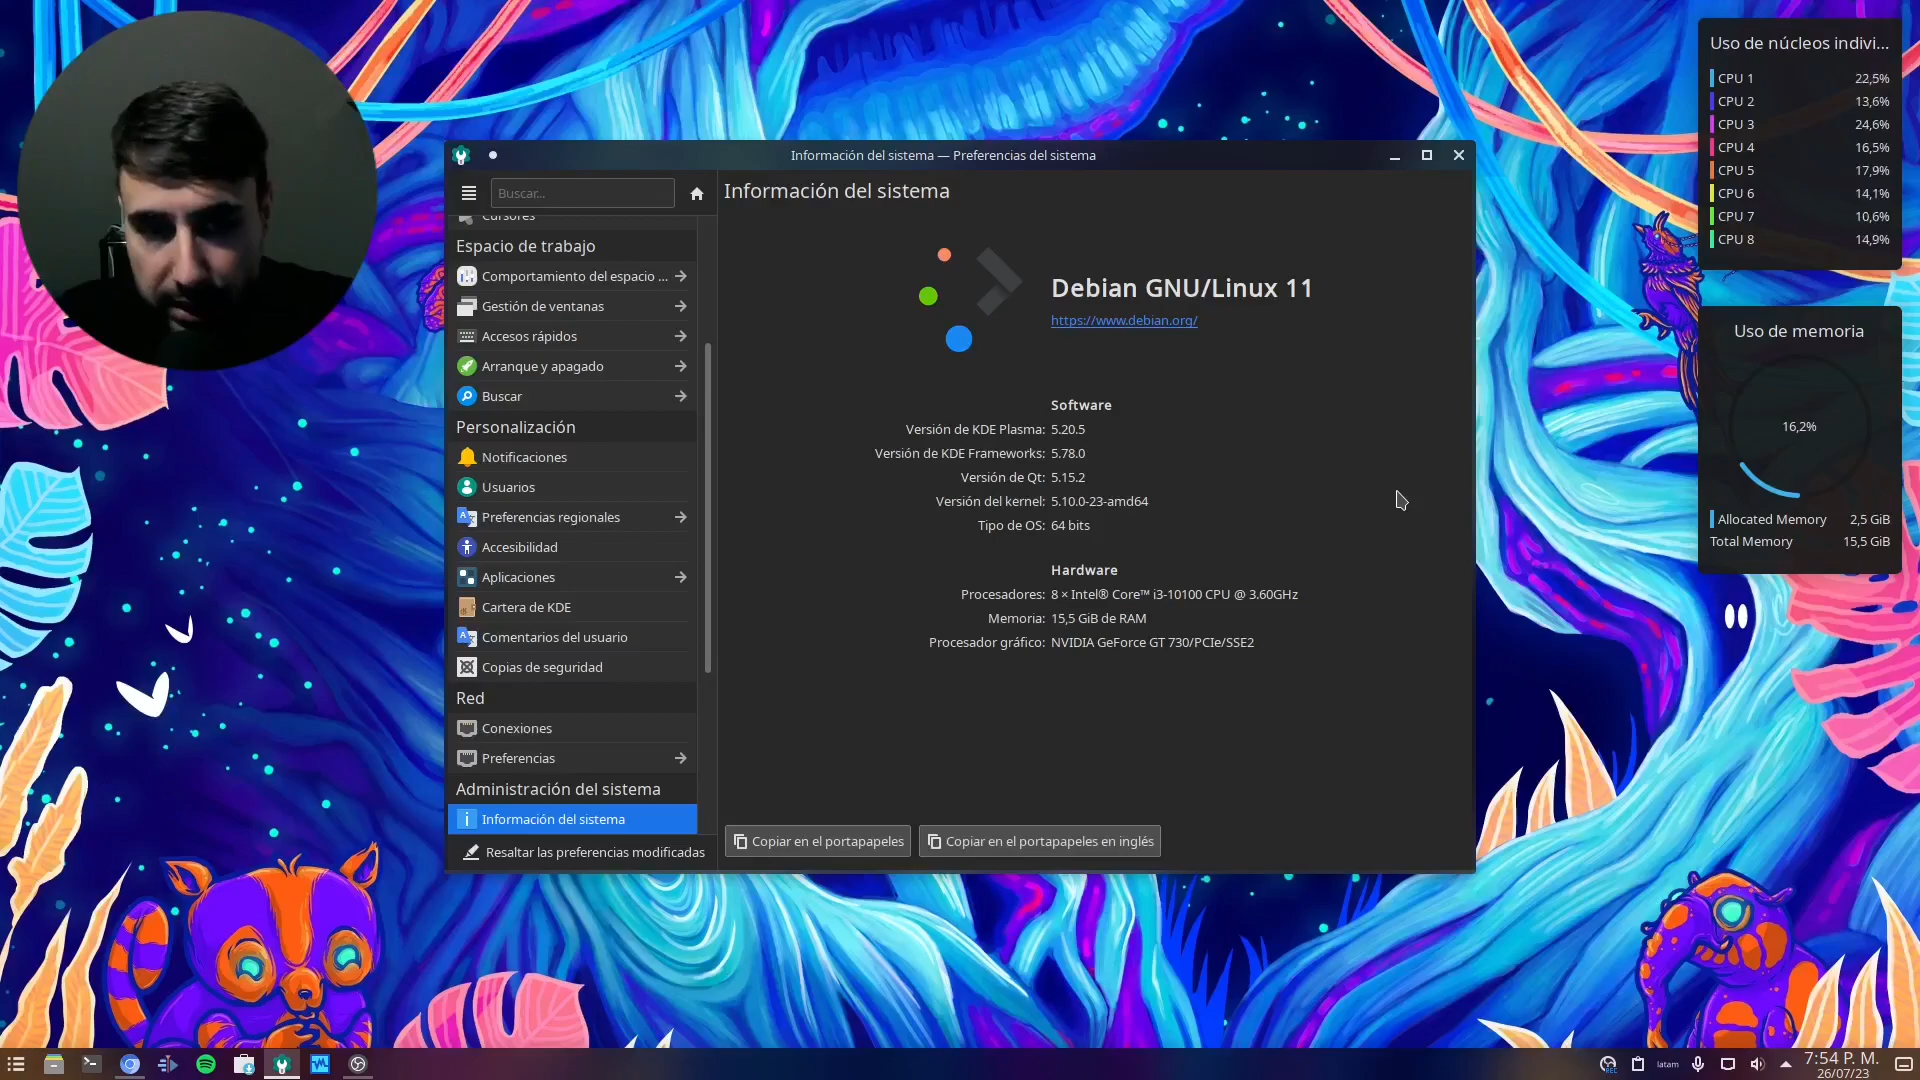 Información del sistema — Preferencias del sistema
Buscar...
Cursores
Espacio de trabajo
Comportamiento del espacio ...
Gestión de ventanas
Accesos rápidos
Arranque y apagado
Buscar
Personalización
Notificaciones
Usuarios
Preferencias regionales
Accesibilidad
Aplicaciones
Cartera de KDE
Comentarios del usuario
Copias de seguridad
Red
Conexiones
Preferencias
Administración del sistema
Información del sistema
Resaltar las preferencias modificadas
Información del sistema
Debian GNU/Linux 11
https://www.debian.org/
Software
Versión de KDE Plasma: 5.20.5
Versión de KDE Frameworks: 5.78.0
Versión de Qt: 5.15.2
Versión del kernel: 5.10.0-23-amd64
Tipo de OS: 64 bits
Hardware
Procesadores: 8 × Intel® Core™ i3-10100 CPU @ 3.60GHz
Memoria: 15,5 GiB de RAM
Procesador gráfico: NVIDIA GeForce GT 730/PCIe/SSE2
Copiar en el portapapeles
Copiar en el portapapeles en inglés
Uso de núcleos indivi...
CPU 1 22,5%
CPU 2 13,6%
CPU 3 24,6%
CPU 4 16,5%
CPU 5 17,9%
CPU 6 14,1%
CPU 7 10,6%
CPU 8 14,9%
Uso de memoria
16,2%
Allocated Memory 2,5 GiB
Total Memory 15,5 GiB
REC
latam
7:54 P. M.
26/07/23